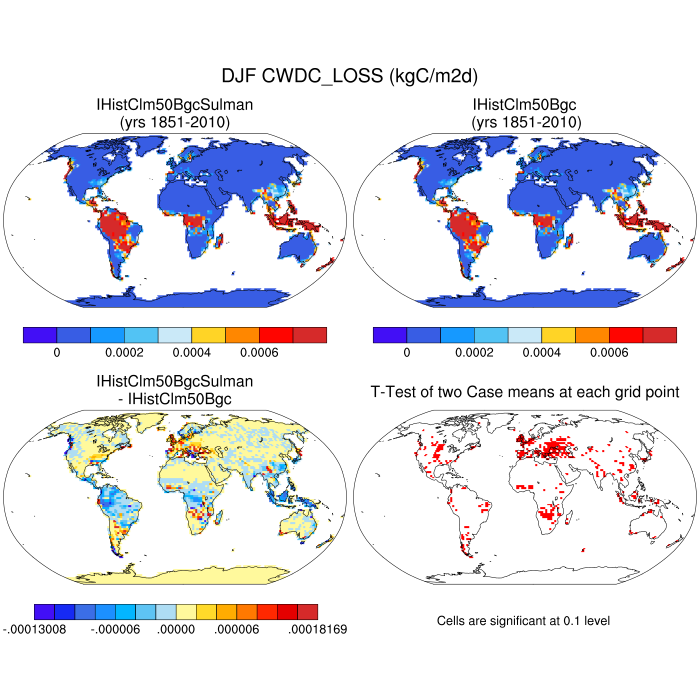 DJF CWDC_LOSS (kgC/m2d)
IHistClm50BgcSulman
(yrs 1851-2010)
IHistClm50Bgc
(yrs 1851-2010)
0 0.0002 0.0004 0.0006
0 0.0002 0.0004 0.0006
IHistClm50BgcSulman
- IHistClm50Bgc
T-Test of two Case means at each grid point
-.00013008 -.000006 .00000 .000006 .00018169
Cells are significant at 0.1 level